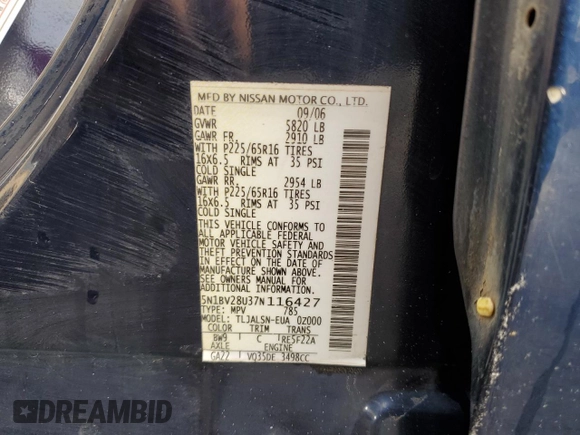 MFD BY NISSAN MOTOR CO., LTD.
DATE 09/06
GVWR 5820 LB
GAWR FR. 2910 LB
WITH P225/65R16 TIRES
16X6.5 RIMS AT 35 PSI
COLD SINGLE
GAWR RR. 2954 LB
WITH P225/65R16 TIRES
16X6.5 RIMS AT 35 PSI
COLD SINGLE
THIS VEHICLE CONFORMS TO
ALL APPLICABLE FEDERAL
MOTOR VEHICLE SAFETY AND
THEFT PREVENTION STANDARDS
IN EFFECT ON THE DATE OF
MANUFACTURE SHOWN ABOVE.
SEE OWNERS MANUAL FOR
ADDITIONAL INFORMATION
5N1BV28U37N116427
TYPE: MPV 785
MODEL: TLJALSN-EUA 0Z000
COLOR TRIM TRANS
BW9 C RE5F22A
AXLE ENGINE
GA22 VQ35DE 3498CC
DREAMBID